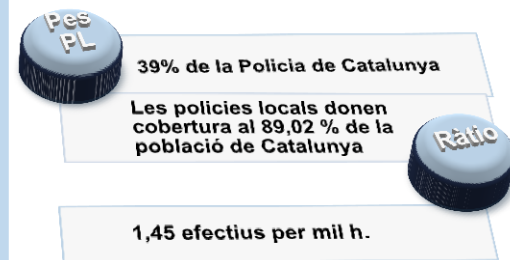 Pes
PL
39% de la Policia de Catalunya
Les policies locals donen
cobertura al 89,02 % de la
població de Catalunya
Ràtio
1,45 efectius per mil h.